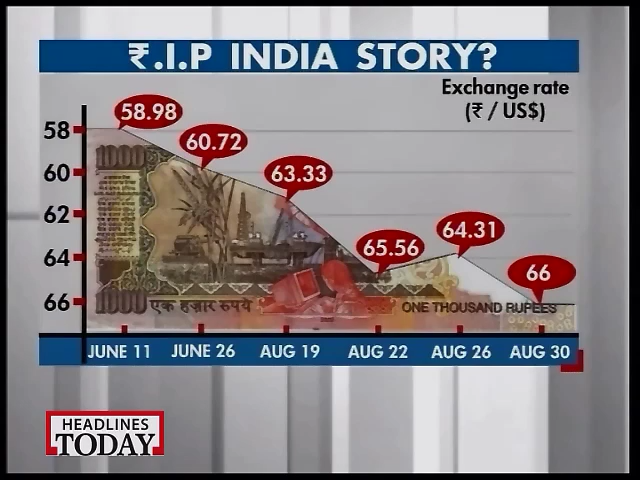 ₹.I.P INDIA STORY?
Exchange rate
(₹ / US$)
58.98
60.72
63.33
65.56
64.31
66
58
60
62
64
66
1000
1000
एक हज़ार रुपये
ONE THOUSAND RUPEES
JUNE 11
JUNE 26
AUG 19
AUG 22
AUG 26
AUG 30
HEADLINES
TODAY